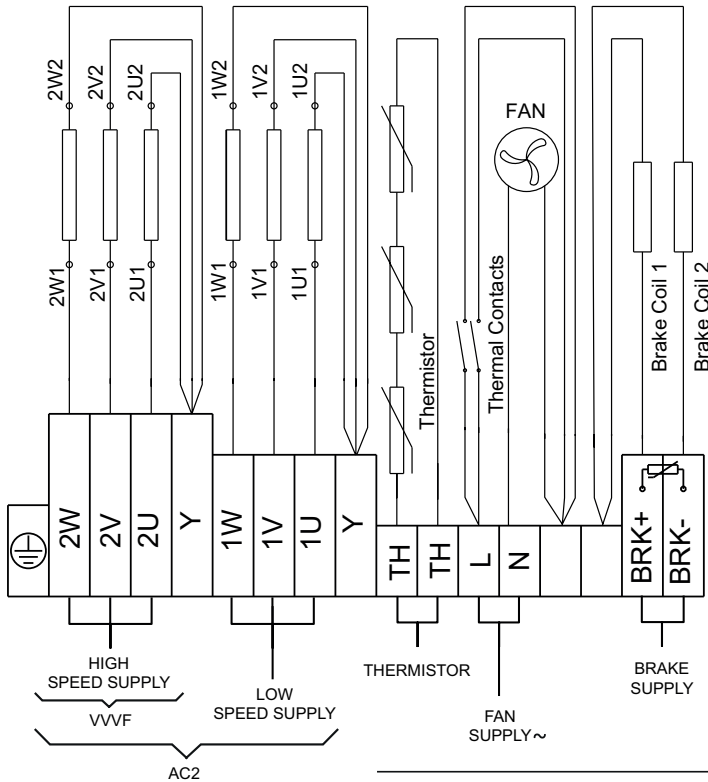 2W2
2V2
2U2
1W2
1V2
1U2
FAN
2W1
2V1
2U1
1W1
1V1
1U1
Thermistor
Thermal Contacts
Brake Coil 1
Brake Coil 2
2W
2V
2U
Y
1W
1V
1U
Y
TH
TH
L
N
BRK+
BRK-
HIGH
SPEED SUPPLY
VVVF
LOW
SPEED SUPPLY
AC2
THERMISTOR
FAN
SUPPLY~
BRAKE
SUPPLY